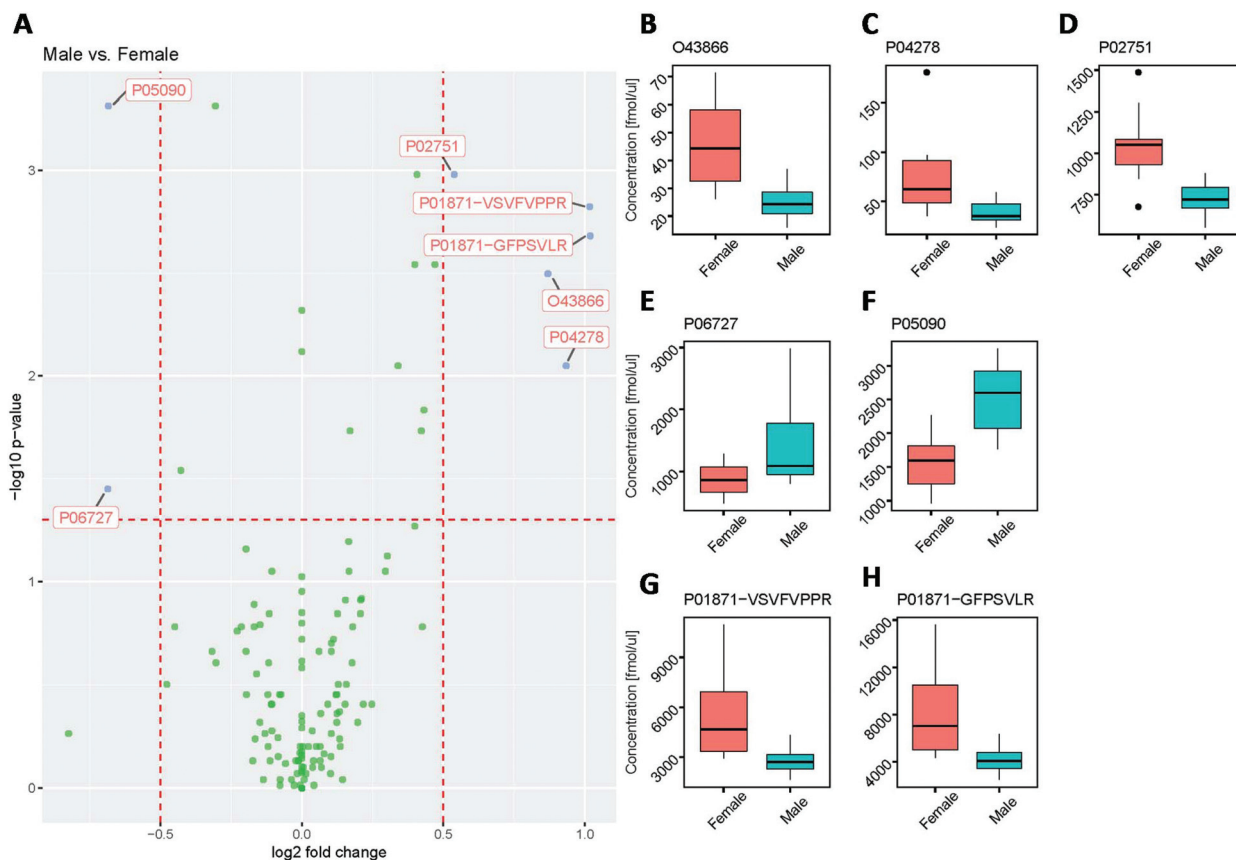 A
Male vs. Female
P05090
P02751
P01871-VSVFVPPR
P01871-GFPSVLR
O43866
P04278
P06727
3
2
1
0
−log10 p-value
−0.5
0.0
0.5
1.0
log2 fold change
B
O43866
Concentration [fmol/ul]
70
60
50
40
30
20
Female
Male
C
P04278
150
100
50
Female
Male
D
P02751
1500
1250
1000
750
Female
Male
E
P06727
Concentration [fmol/ul]
3000
2000
1000
Female
Male
F
P05090
3000
2500
2000
1500
1000
Female
Male
G
P01871−VSVFVPPR
Concentration [fmol/ul]
9000
6000
3000
Female
Male
H
P01871−GFPSVLR
16000
12000
8000
4000
Female
Male